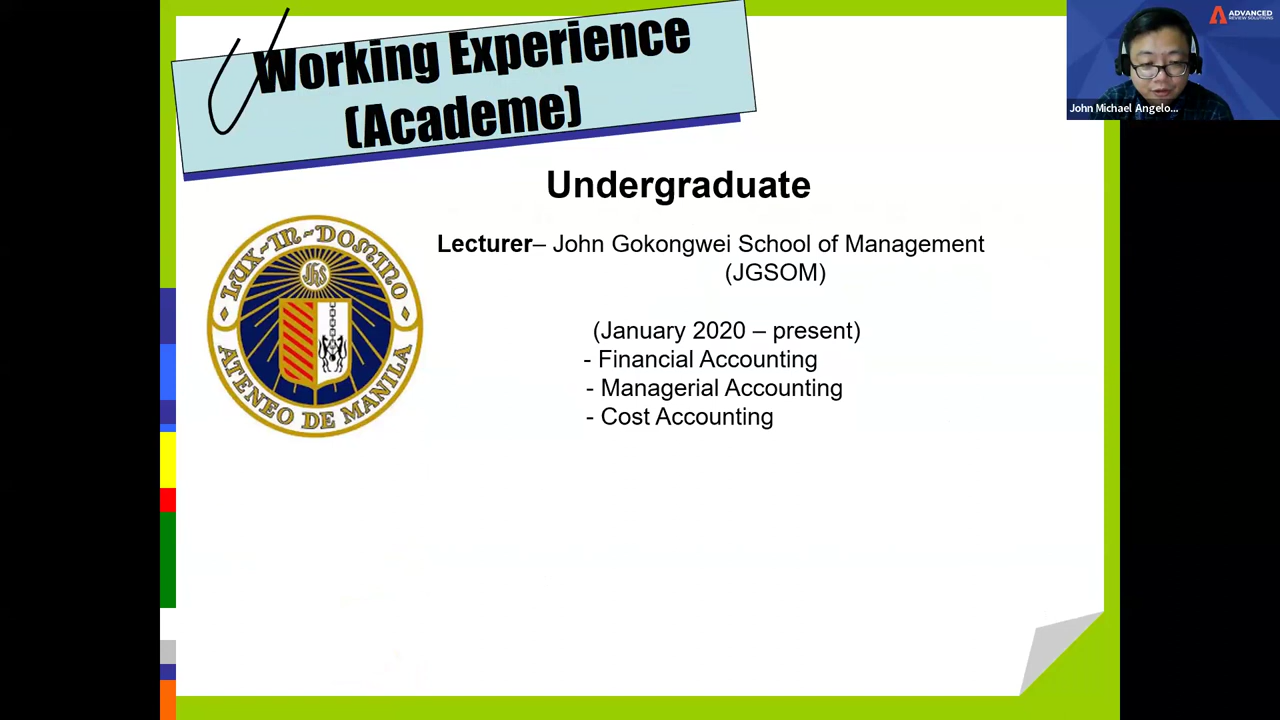 Working Experience
(Academe)
ADVANCED
REVIEW SOLUTIONS
John Michael Angelo...
Undergraduate
LUX-IN-DOMINO
JHS
ATENEO DE MANILA
Lecturer– John Gokongwei School of Management
(JGSOM)
(January 2020 – present)
- Financial Accounting
- Managerial Accounting
- Cost Accounting